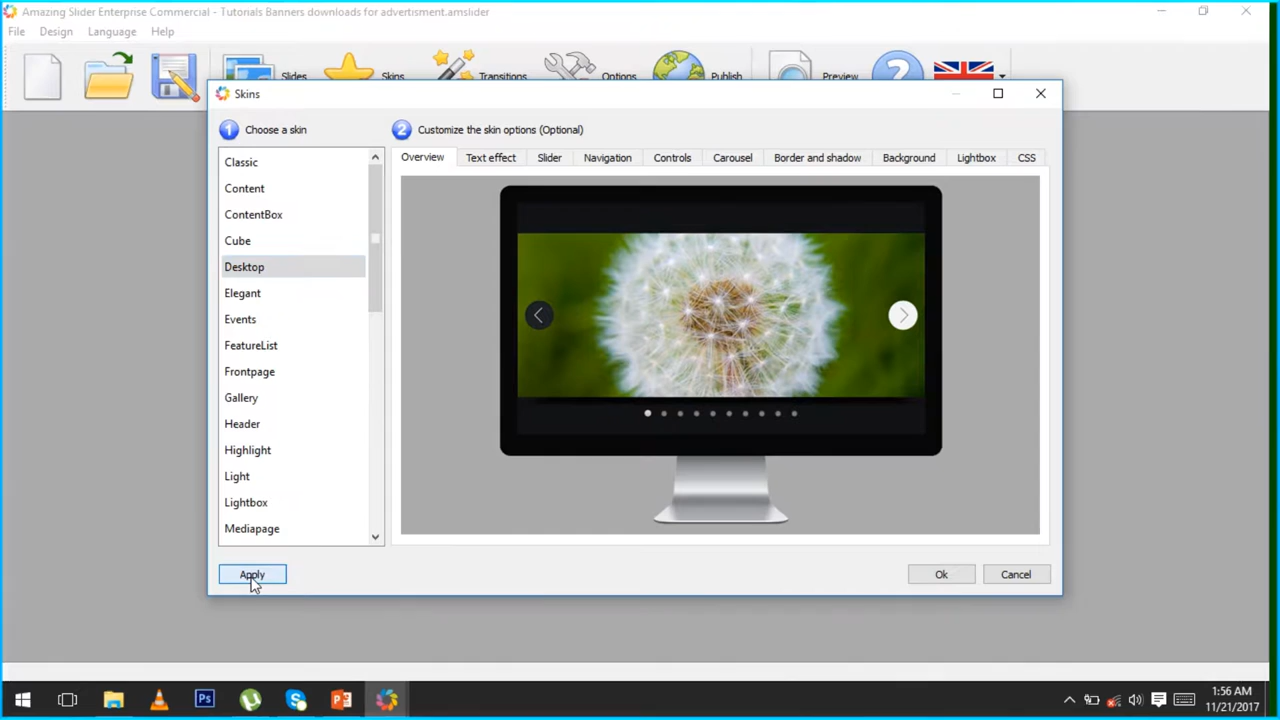 Amazing Slider Enterprise Commercial - Tutorials Banners downloads for advertisment.amslider
File Design Language Help
Slides Skins Transitions Options Publish Preview
Skins
1 Choose a skin
2 Customize the skin options (Optional)
Overview Text effect Slider Navigation Controls Carousel Border and shadow Background Lightbox CSS
Classic
Content
ContentBox
Cube
Desktop
Elegant
Events
FeatureList
Frontpage
Gallery
Header
Highlight
Light
Lightbox
Mediapage
Apply
Ok Cancel
Ps
1:56 AM
11/21/2017